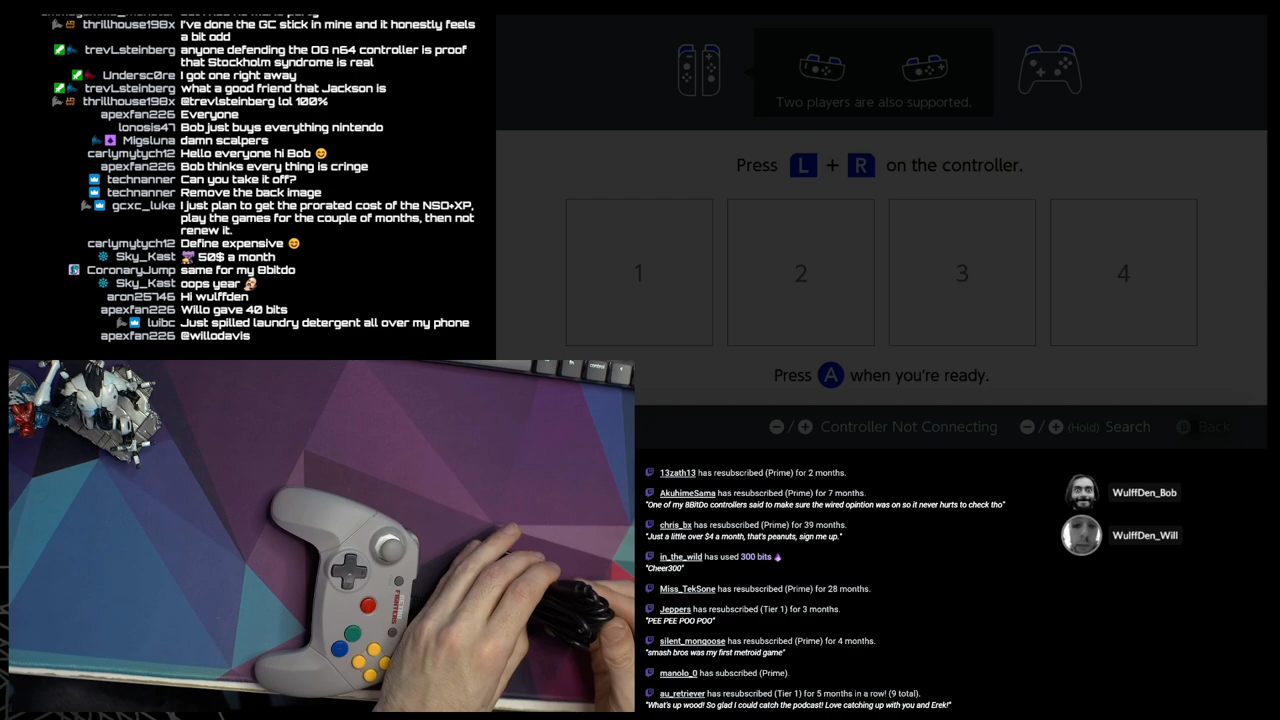 thrillhouse198x I've done the GC stick in mine and it honestly feels
a bit odd
trevLsteinberg anyone defending the OG n64 controller is proof
that Stockholm syndrome is real
Undersc0re I got one right away
trevLsteinberg what a good friend that Jackson is
thrillhouse198x @trevlsteinberg lol 100%
apexfan226 Everyone
lonosis47 Bob just buys everything nintendo
Migsluna damn scalpers
carlymytych12 Hello everyone hi Bob 😊
apexfan226 Bob thinks every thing is cringe
technanner Can you take it off?
technanner Remove the back image
gcxc_luke I just plan to get the prorated cost of the NSO+XP,
play the games for the couple of months, then not
renew it.
carlymytych12 Define expensive 😊
Sky_Kast 50$ a month
CoronaryJump same for my 8bitdo
Sky_Kast oops year
aron25746 Hi wulffden
apexfan226 Willo gave 40 bits
luibc Just spilled laundry detergent all over my phone
apexfan226 @willodavis
Two players are also supported.
Press L + R on the controller.
1 2 3 4
Press A when you're ready.
Controller Not Connecting (Hold) Search Back
control
RETRO FIGHTERS
13zath13 has resubscribed (Prime) for 2 months.
AkuhimeSama has resubscribed (Prime) for 7 months.
"One of my 8BitDo controllers said to make sure the wired opintion was on so it never hurts to check tho"
chris_bx has resubscribed (Prime) for 39 months.
"Just a little over $4 a month, that's peanuts, sign me up."
in_the_wild has used 300 bits
"Cheer300"
Miss_TekSone has resubscribed (Prime) for 28 months.
Jeppers has resubscribed (Tier 1) for 3 months.
"PEE PEE POO POO"
silent_mongoose has resubscribed (Prime) for 4 months.
"smash bros was my first metroid game"
manolo_0 has subscribed (Prime).
au_retriever has resubscribed (Tier 1) for 5 months in a row! (9 total).
"What's up wood! So glad I could catch the podcast! Love catching up with you and Erek!"
WulffDen_Bob
WulffDen_Will